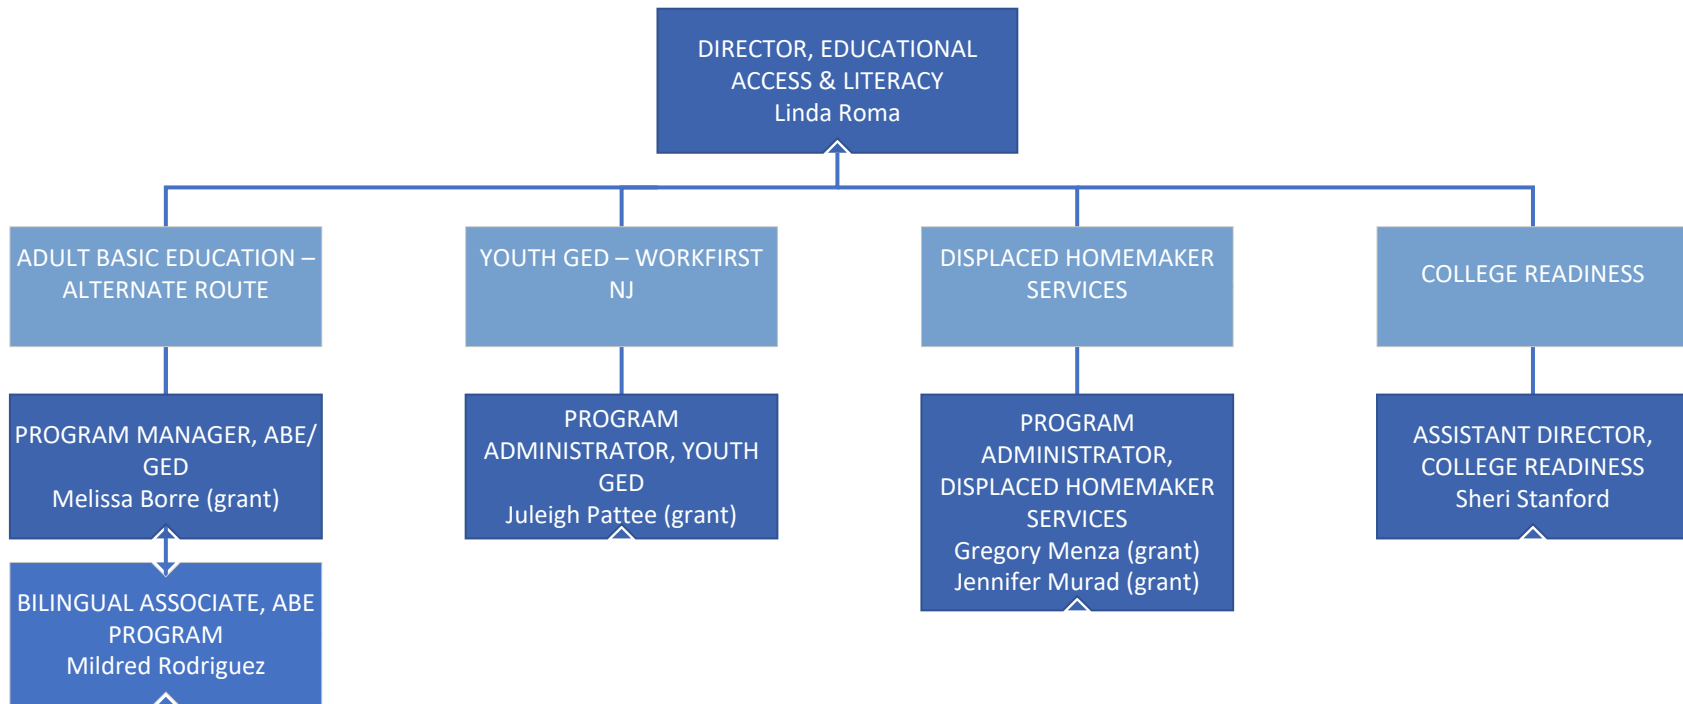 DIRECTOR, EDUCATIONAL
ACCESS & LITERACY
Linda Roma
ADULT BASIC EDUCATION –
ALTERNATE ROUTE
YOUTH GED – WORKFIRST
NJ
DISPLACED HOMEMAKER
SERVICES
COLLEGE READINESS
PROGRAM MANAGER, ABE/
GED
Melissa Borre (grant)
PROGRAM
ADMINISTRATOR, YOUTH
GED
Juleigh Pattee (grant)
PROGRAM
ADMINISTRATOR,
DISPLACED HOMEMAKER
SERVICES
Gregory Menza (grant)
Jennifer Murad (grant)
ASSISTANT DIRECTOR,
COLLEGE READINESS
Sheri Stanford
BILINGUAL ASSOCIATE, ABE
PROGRAM
Mildred Rodriguez